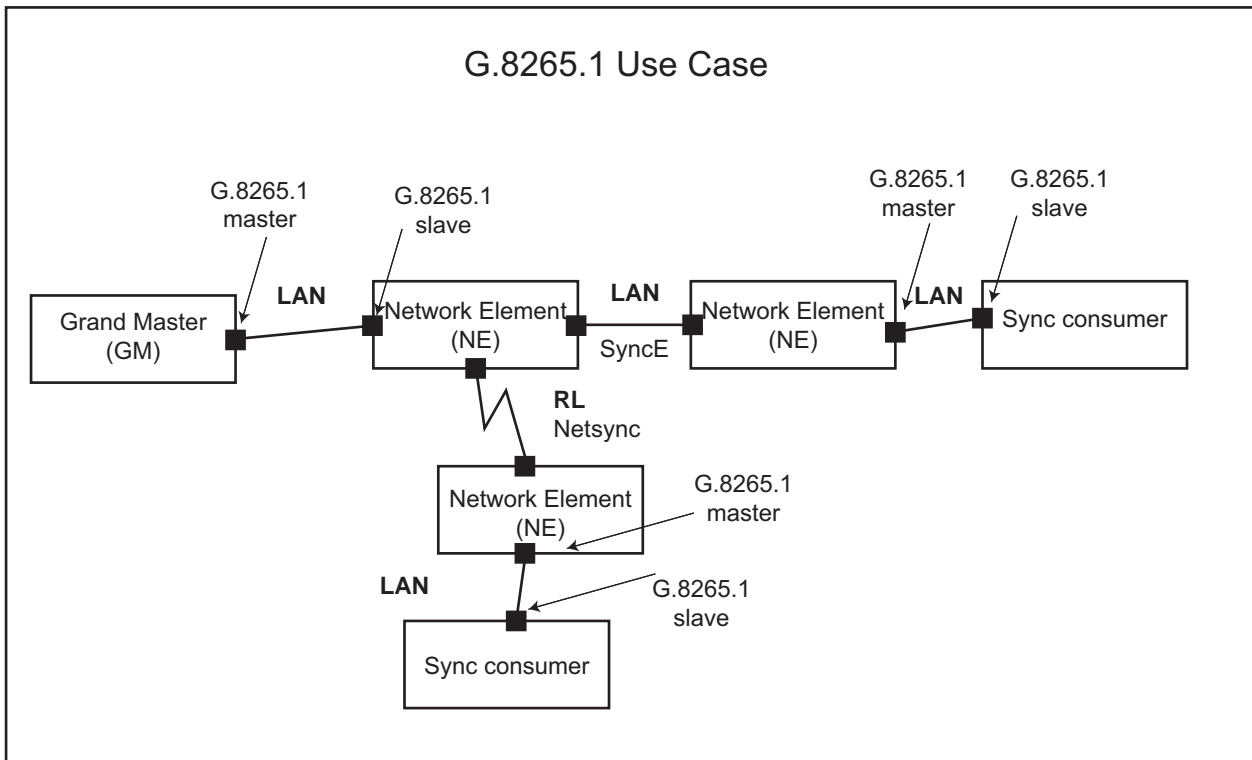 G.8265.1 Use Case
G.8265.1
master
G.8265.1
slave
G.8265.1
master
G.8265.1
slave
LAN
LAN
LAN
Grand Master
(GM)
Network Element
(NE)
SyncE
Network Element
(NE)
Sync consumer
RL
Netsync
Network Element
(NE)
G.8265.1
master
LAN
G.8265.1
slave
Sync consumer